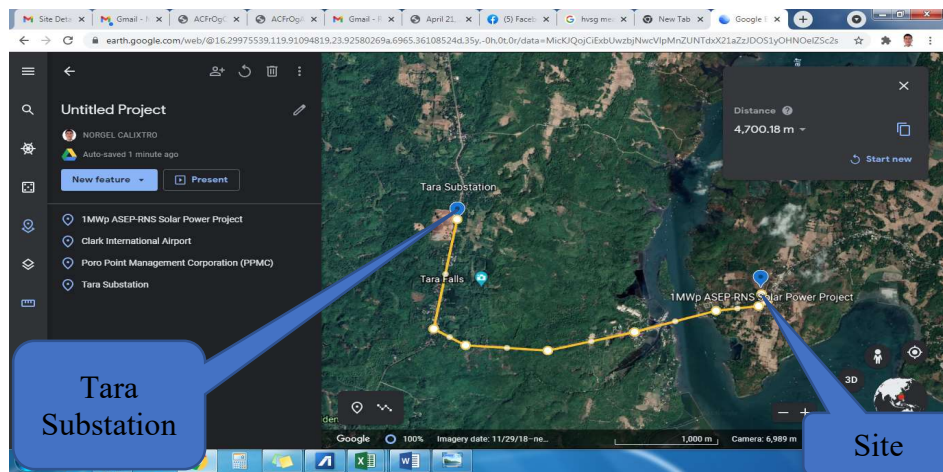 Site Deta
Gmail - 
ACFrOgC
ACFrOgA
Gmail - I
April 21,
(5) Faceb
hvsg me
New Tab
Google E
earth.google.com/web/@16.29975539,119.91094819,23.92580269a,6965.36108524d,35y,-0h,0t,0r/data=
Untitled Project
NORGEL CALIXTRO
Auto-saved 1 minute ago
New feature
Present
1MWp ASEP-RNS Solar Power Project
Clark International Airport
Poro Point Management Corporation (PPMC)
Tara Substation
Distance
4,700.18 m
Start new
Tara Substation
Tara Falls
1MWp ASEP-RNS Solar Power Project
3D
Google
100%
Imagery date: 11/29/18-ne...
1,000 m
Camera: 6,989 m
Tara
Substation
Site